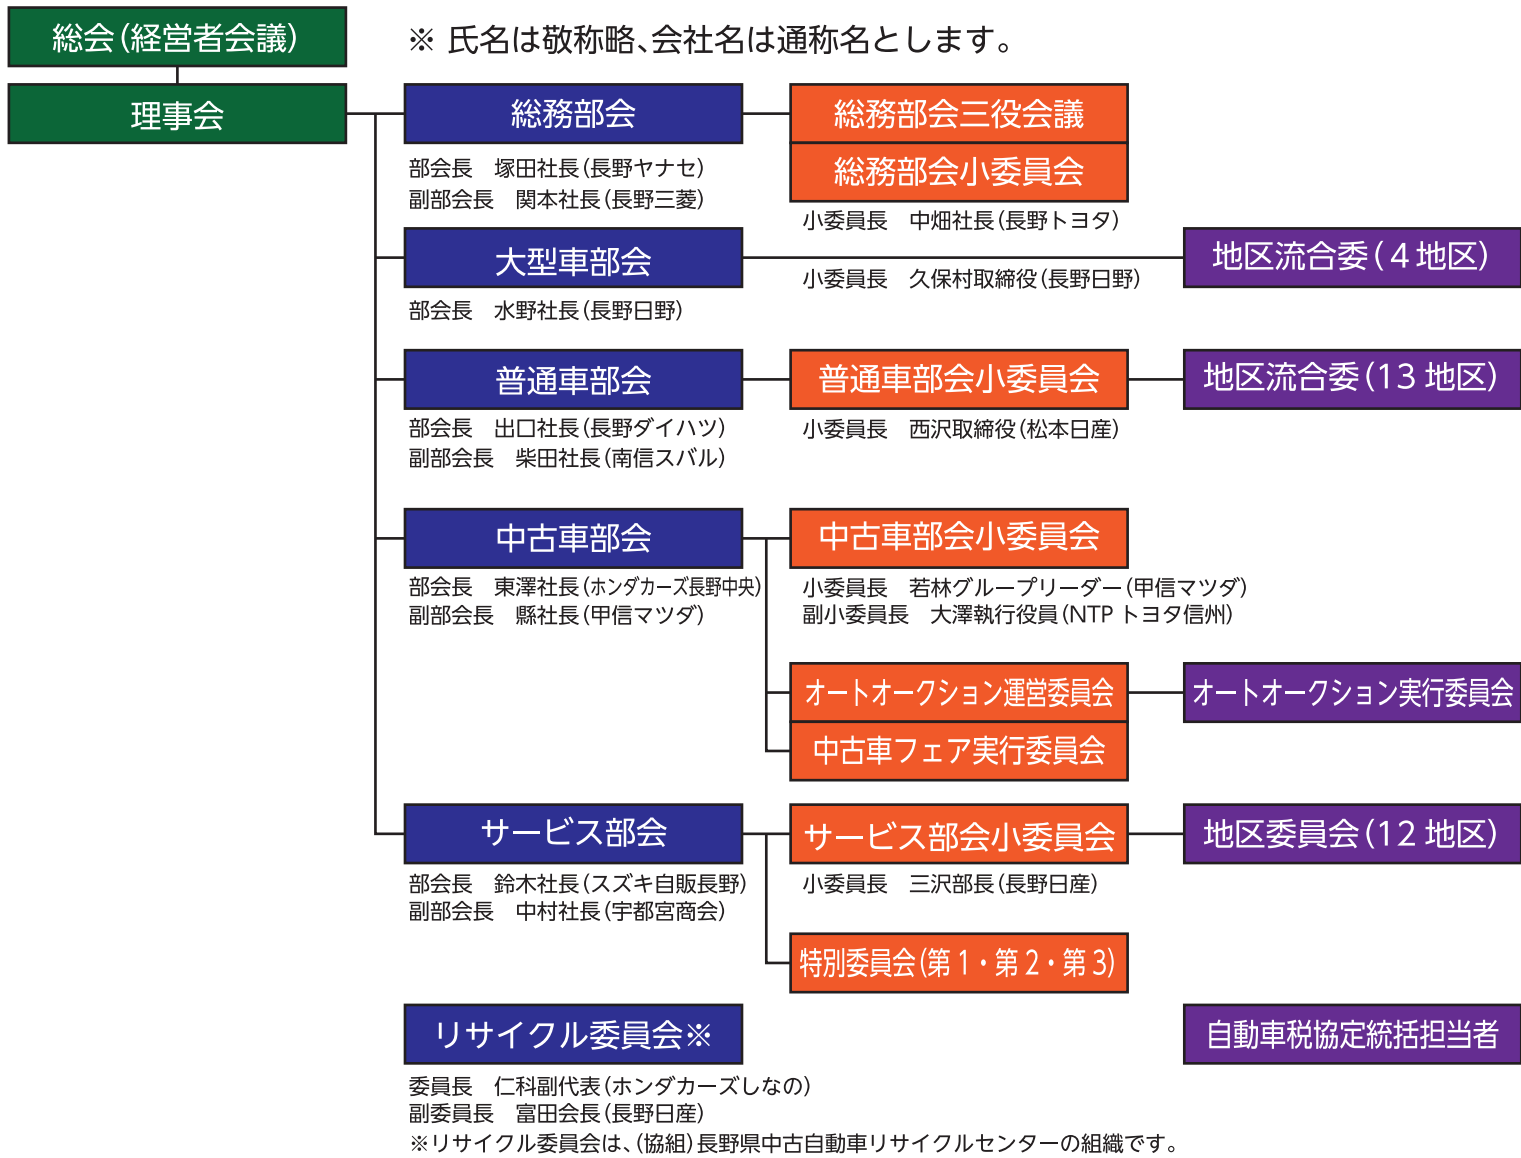 総会（経営者会議）
※ 氏名は敬称略、会社名は通称名とします。
理事会
総務部会
総務部会三役会議
部会長　塚田社長（長野ヤナセ）
副部会長　関本社長（長野三菱）
総務部会小委員会
小委員長　中畑社長（長野トヨタ）
大型車部会
地区流合委（４地区）
小委員長　久保村取締役（長野日野）
部会長　水野社長（長野日野）
普通車部会
普通車部会小委員会
地区流合委（13 地区）
部会長　出口社長（長野ダイハツ）
副部会長　柴田社長（南信スバル）
小委員長　西沢取締役（松本日産）
中古車部会
中古車部会小委員会
部会長　東澤社長（ホンダカーズ長野中央）
副部会長　縣社長（甲信マツダ）
小委員長　若林グループリーダー（甲信マツダ）
副小委員長　大澤執行役員（NTP トヨタ信州）
オートオークション運営委員会
オートオークション実行委員会
中古車フェア実行委員会
サービス部会
サービス部会小委員会
地区委員会（12 地区）
部会長　鈴木社長（スズキ自販長野）
副部会長　中村社長（宇都宮商会）
小委員長　三沢部長（長野日産）
特別委員会（第１・第２・第３）
リサイクル委員会※
自動車税協定統括担当者
委員長　仁科副代表（ホンダカーズしなの）
副委員長　富田会長（長野日産）
※リサイクル委員会は、（協組）長野県中古自動車リサイクルセンターの組織です。